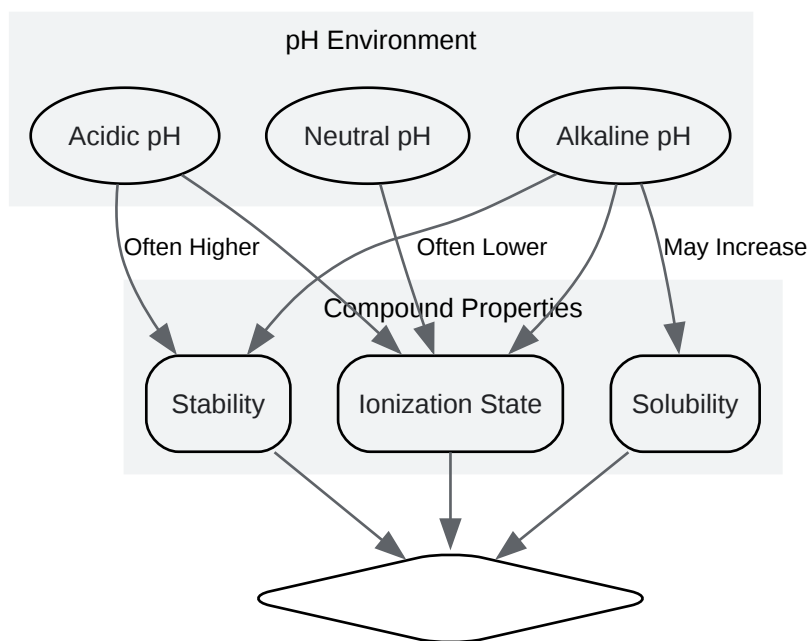 pH Environment
Acidic pH
Neutral pH
Alkaline pH
Often Higher
Often Lower
May Increase
Compound Properties
Stability
Ionization State
Solubility